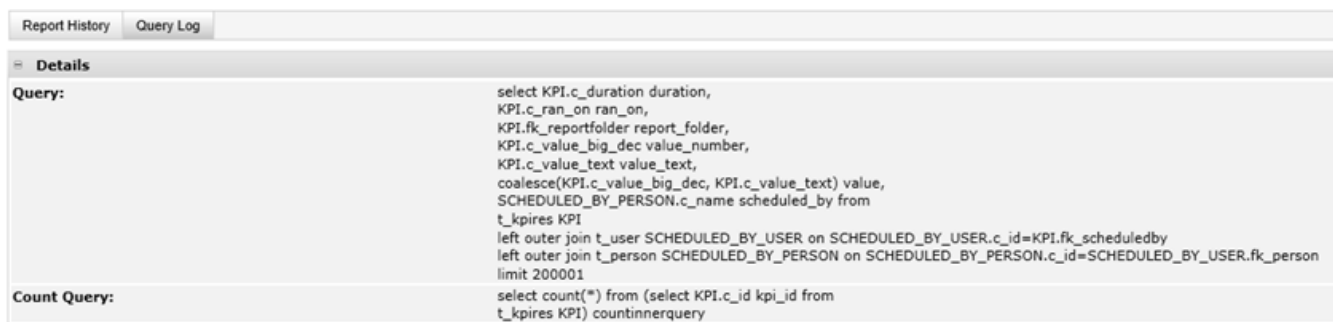 Report History Query Log
Details
Query: select KPI.c_duration duration,
KPI.c_ran_on ran_on,
KPI.fk_reportfolder report_folder,
KPI.c_value_big_dec value_number,
KPI.c_value_text value_text,
coalesce(KPI.c_value_big_dec, KPI.c_value_text) value,
SCHEDULED_BY_PERSON.c_name scheduled_by from
t_kpires KPI
left outer join t_user SCHEDULED_BY_USER on SCHEDULED_BY_USER.c_id=KPI.fk_scheduledby
left outer join t_person SCHEDULED_BY_PERSON on SCHEDULED_BY_PERSON.c_id=SCHEDULED_BY_USER.fk_person
limit 200001
Count Query: select count(*) from (select KPI.c_id kpi_id from
t_kpires KPI) countinnerquery